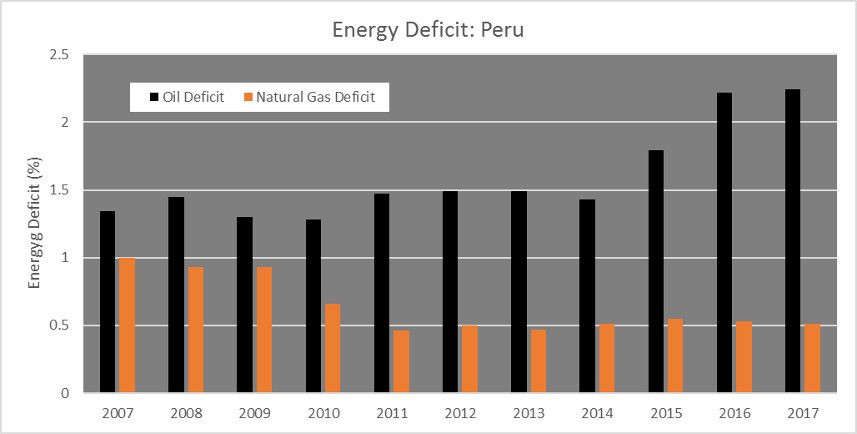 Energy Deficit: Peru
2.5
2
1.5
1
0.5
0
Energyg Deficit (%)
Oil Deficit Natural Gas Deficit
2007 2008 2009 2010 2011 2012 2013 2014 2015 2016 2017